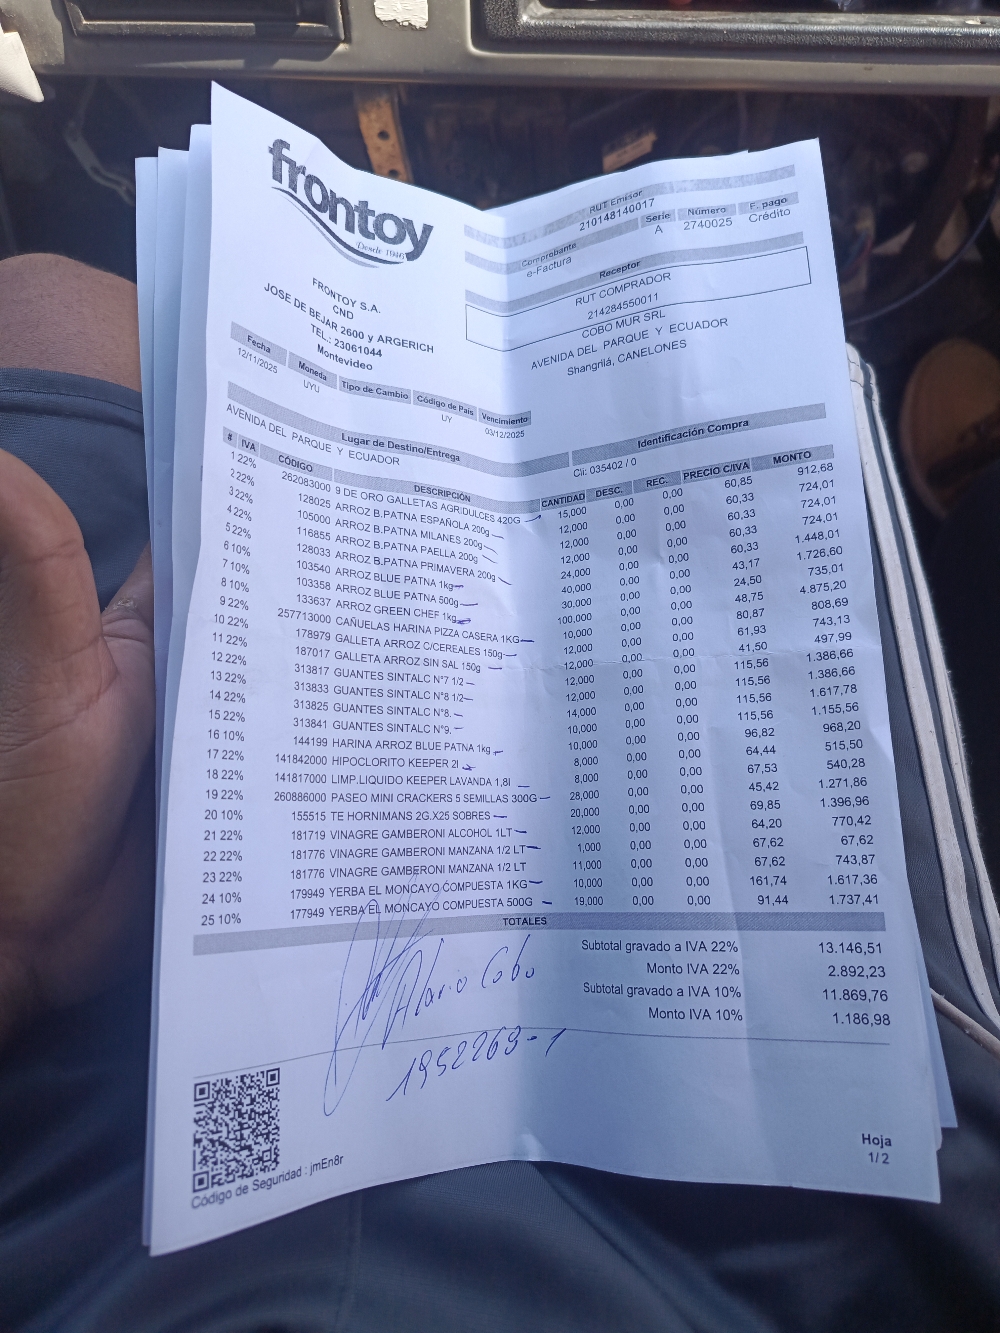 frontoy
Desde 1946
FRONTOY S.A.
CND
JOSE DE BEJAR 2600 y ARGERICH
TEL.: 23061044
Montevideo
RUT Emisor
210148140017
Comprobante Serie Número F. pago
e-Factura A 2740025 Crédito
Receptor
RUT COMPRADOR
214284550011
COBO MUR SRL
AVENIDA DEL PARQUE Y ECUADOR
Shangrilá, CANELONES
Fecha Moneda Tipo de Cambio Código de País Vencimiento
12/11/2025 UYU UY 03/12/2025
Lugar de Destino/Entrega Identificación Compra
AVENIDA DEL PARQUE Y ECUADOR Cli: 035402 / 0
# IVA CÓDIGO DESCRIPCIÓN CANTIDAD DESC. REC. PRECIO C/IVA MONTO
1 22% 262083000 9 DE ORO GALLETAS AGRIDULCES 420G 15,000 0,00 0,00 60,85 912,68
2 22% 128025 ARROZ B.PATNA ESPAÑOLA 200g 12,000 0,00 0,00 60,33 724,01
3 22% 105000 ARROZ B.PATNA MILANES 200g 12,000 0,00 0,00 60,33 724,01
4 22% 116855 ARROZ B.PATNA PAELLA 200g 12,000 0,00 0,00 60,33 724,01
5 22% 128033 ARROZ B.PATNA PRIMAVERA 200g 24,000 0,00 0,00 60,33 1.448,01
6 10% 103540 ARROZ BLUE PATNA 1kg 40,000 0,00 0,00 43,17 1.726,60
7 10% 103358 ARROZ BLUE PATNA 500g 30,000 0,00 0,00 24,50 735,01
8 10% 133637 ARROZ GREEN CHEF 1kg 100,000 0,00 0,00 48,75 4.875,20
9 22% 257713000 CAÑUELAS HARINA PIZZA CASERA 1KG 10,000 0,00 0,00 80,87 808,69
10 22% 178979 GALLETA ARROZ C/CEREALES 150g 12,000 0,00 0,00 61,93 743,13
11 22% 187017 GALLETA ARROZ SIN SAL 150g 12,000 0,00 0,00 41,50 497,99
12 22% 313817 GUANTES SINTALC N°7 1/2 12,000 0,00 0,00 115,56 1.386,66
13 22% 313833 GUANTES SINTALC N°8 1/2 12,000 0,00 0,00 115,56 1.386,66
14 22% 313825 GUANTES SINTALC N°8. 14,000 0,00 0,00 115,56 1.617,78
15 22% 313841 GUANTES SINTALC N°9. 10,000 0,00 0,00 115,56 1.155,56
16 10% 144199 HARINA ARROZ BLUE PATNA 1kg 10,000 0,00 0,00 96,82 968,20
17 22% 141842000 HIPOCLORITO KEEPER 2l 8,000 0,00 0,00 64,44 515,50
18 22% 141817000 LIMP.LIQUIDO KEEPER LAVANDA 1,8l 8,000 0,00 0,00 67,53 540,28
19 22% 260886000 PASEO MINI CRACKERS 5 SEMILLAS 300G 28,000 0,00 0,00 45,42 1.271,86
20 10% 155515 TE HORNIMANS 2G.X25 SOBRES 20,000 0,00 0,00 69,85 1.396,96
21 22% 181719 VINAGRE GAMBERONI ALCOHOL 1LT 12,000 0,00 0,00 64,20 770,42
22 22% 181776 VINAGRE GAMBERONI MANZANA 1/2 LT 1,000 0,00 0,00 67,62 67,62
23 22% 181776 VINAGRE GAMBERONI MANZANA 1/2 LT 11,000 0,00 0,00 67,62 743,87
24 10% 179949 YERBA EL MONCAYO COMPUESTA 1KG 10,000 0,00 0,00 161,74 1.617,36
25 10% 177949 YERBA EL MONCAYO COMPUESTA 500G 19,000 0,00 0,00 91,44 1.737,41
TOTALES
Subtotal gravado a IVA 22% 13.146,51
Monto IVA 22% 2.892,23
Subtotal gravado a IVA 10% 11.869,76
Monto IVA 10% 1.186,98
Mario Cobo
1952269-1
Código de Seguridad : jmEn8r
Hoja
1/2